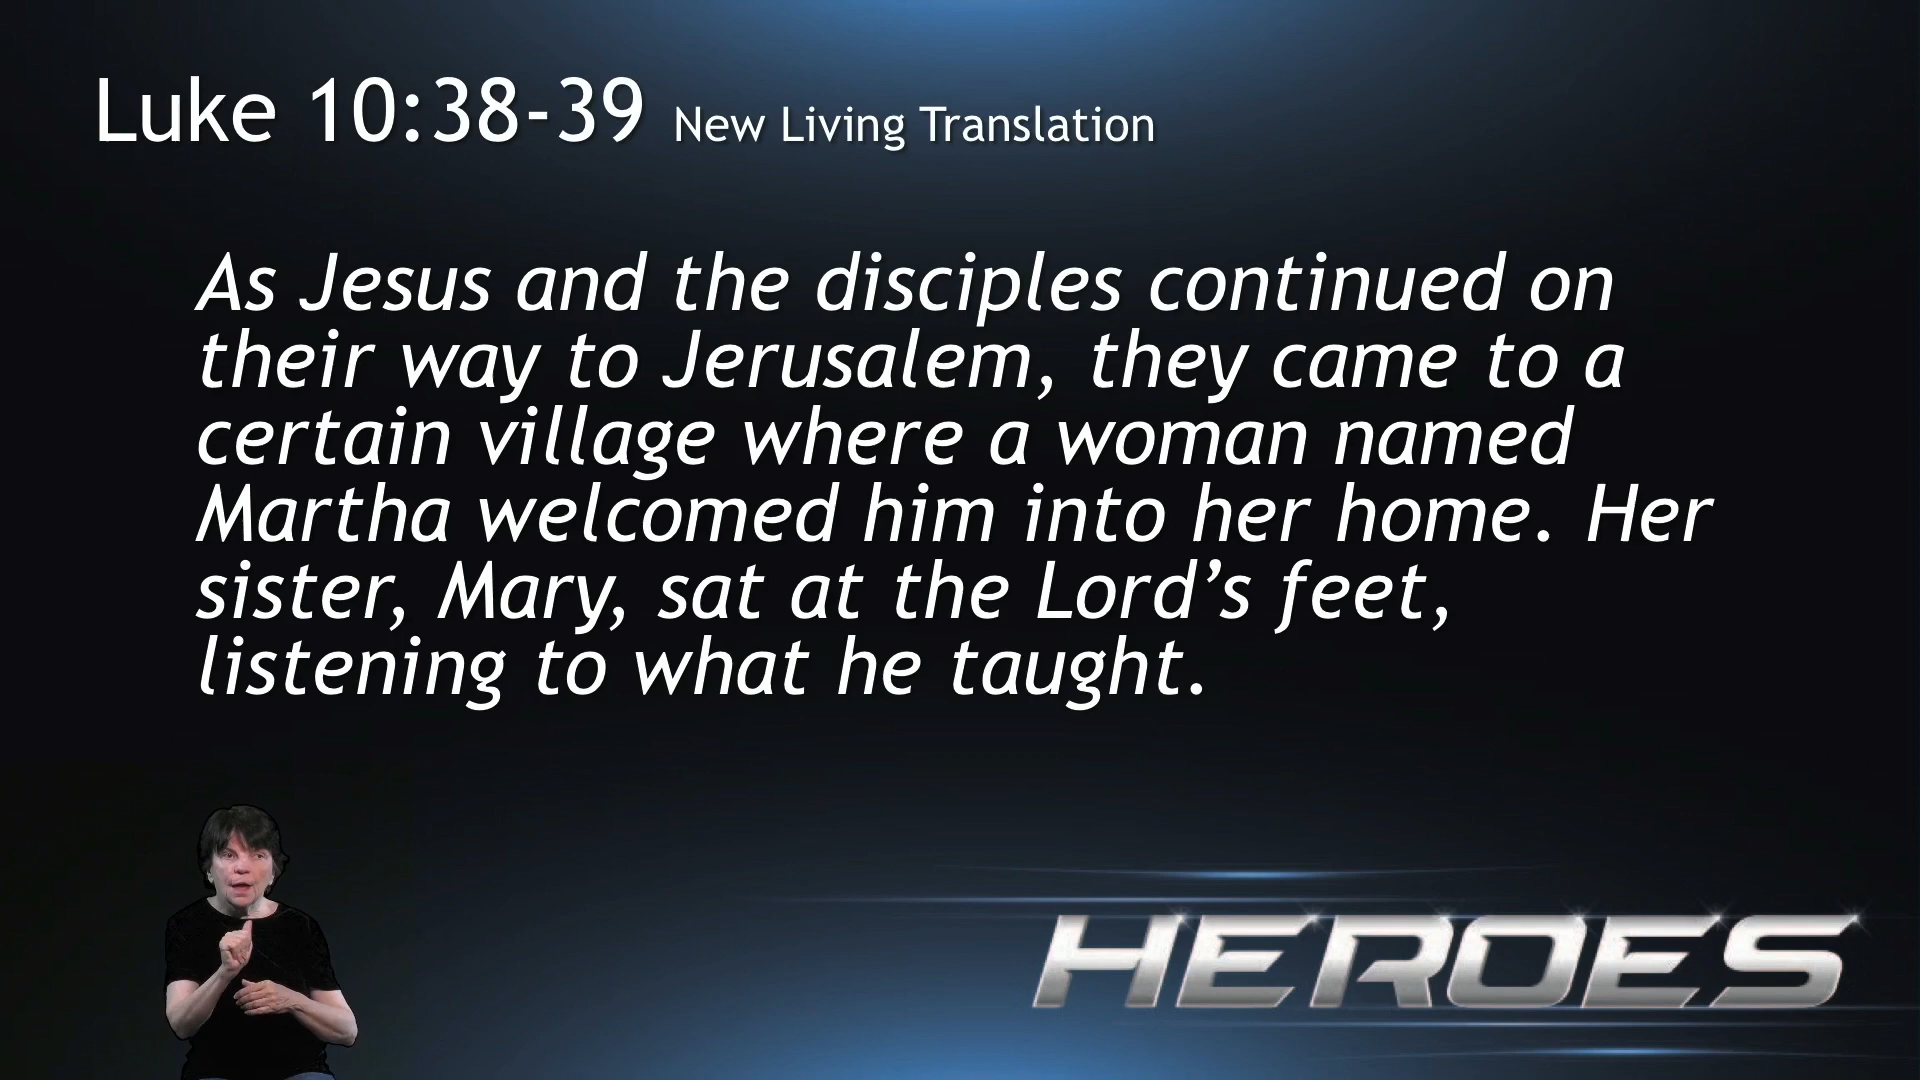 Luke 10:38-39 New Living Translation
As Jesus and the disciples continued on
their way to Jerusalem, they came to a
certain village where a woman named
Martha welcomed him into her home. Her
sister, Mary, sat at the Lord’s feet,
listening to what he taught.
HEROES